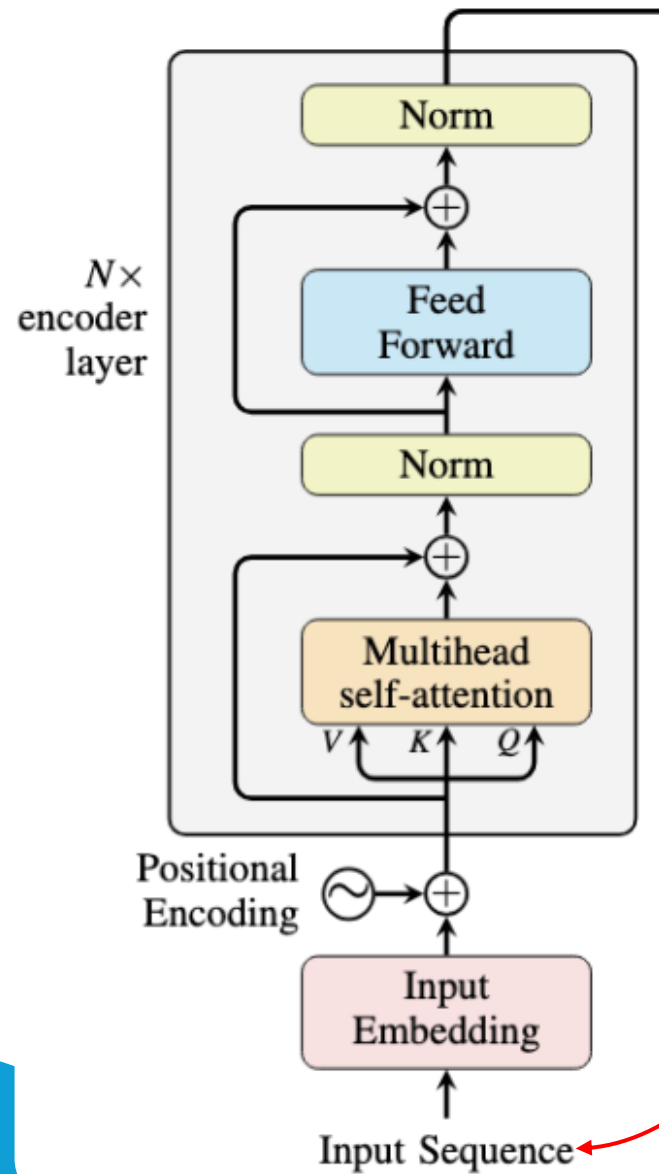 Norm
Feed
Forward
N×
encoder
layer
Norm
Multihead
self-attention
V K Q
Positional
Encoding
Input
Embedding
Input Sequence